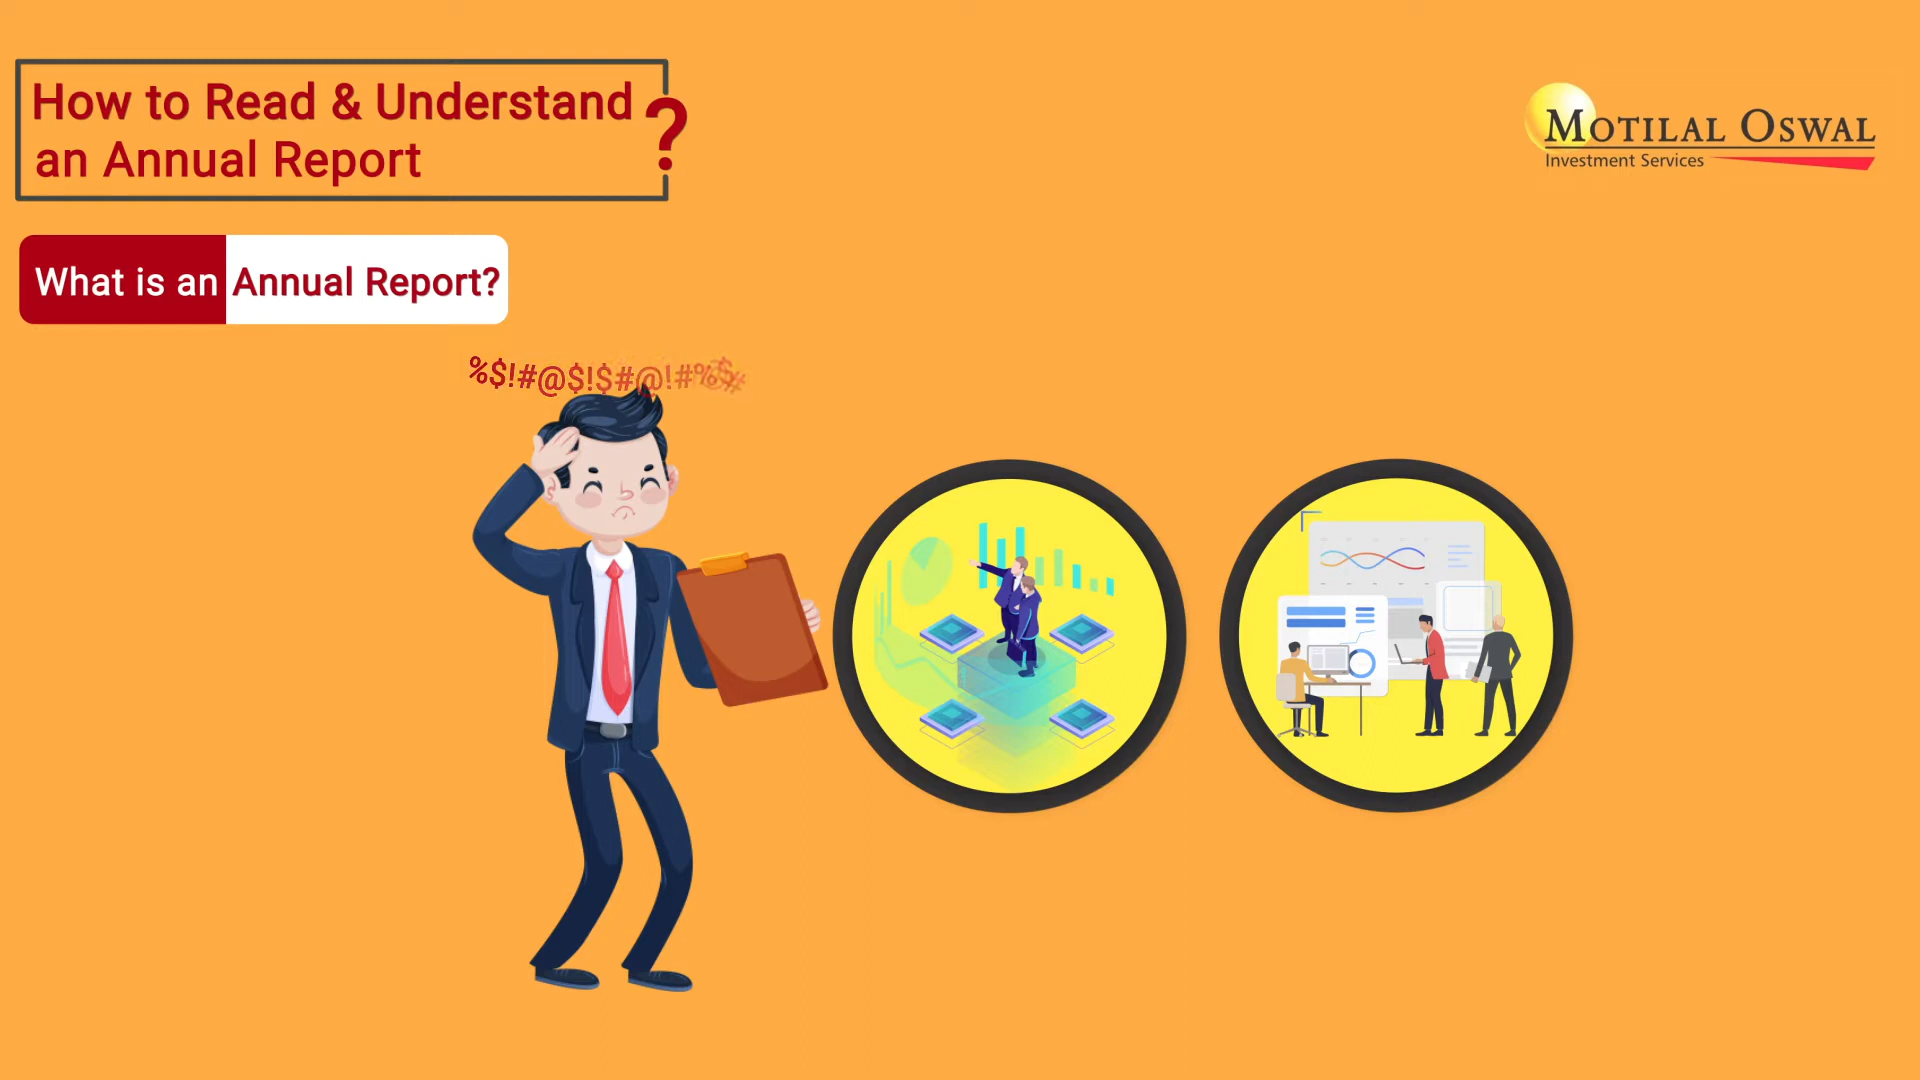 How to Read & Understand
an Annual Report ?
MOTILAL OSWAL
Investment Services
What is an Annual Report?
%$!#@$!$#@!#%$#